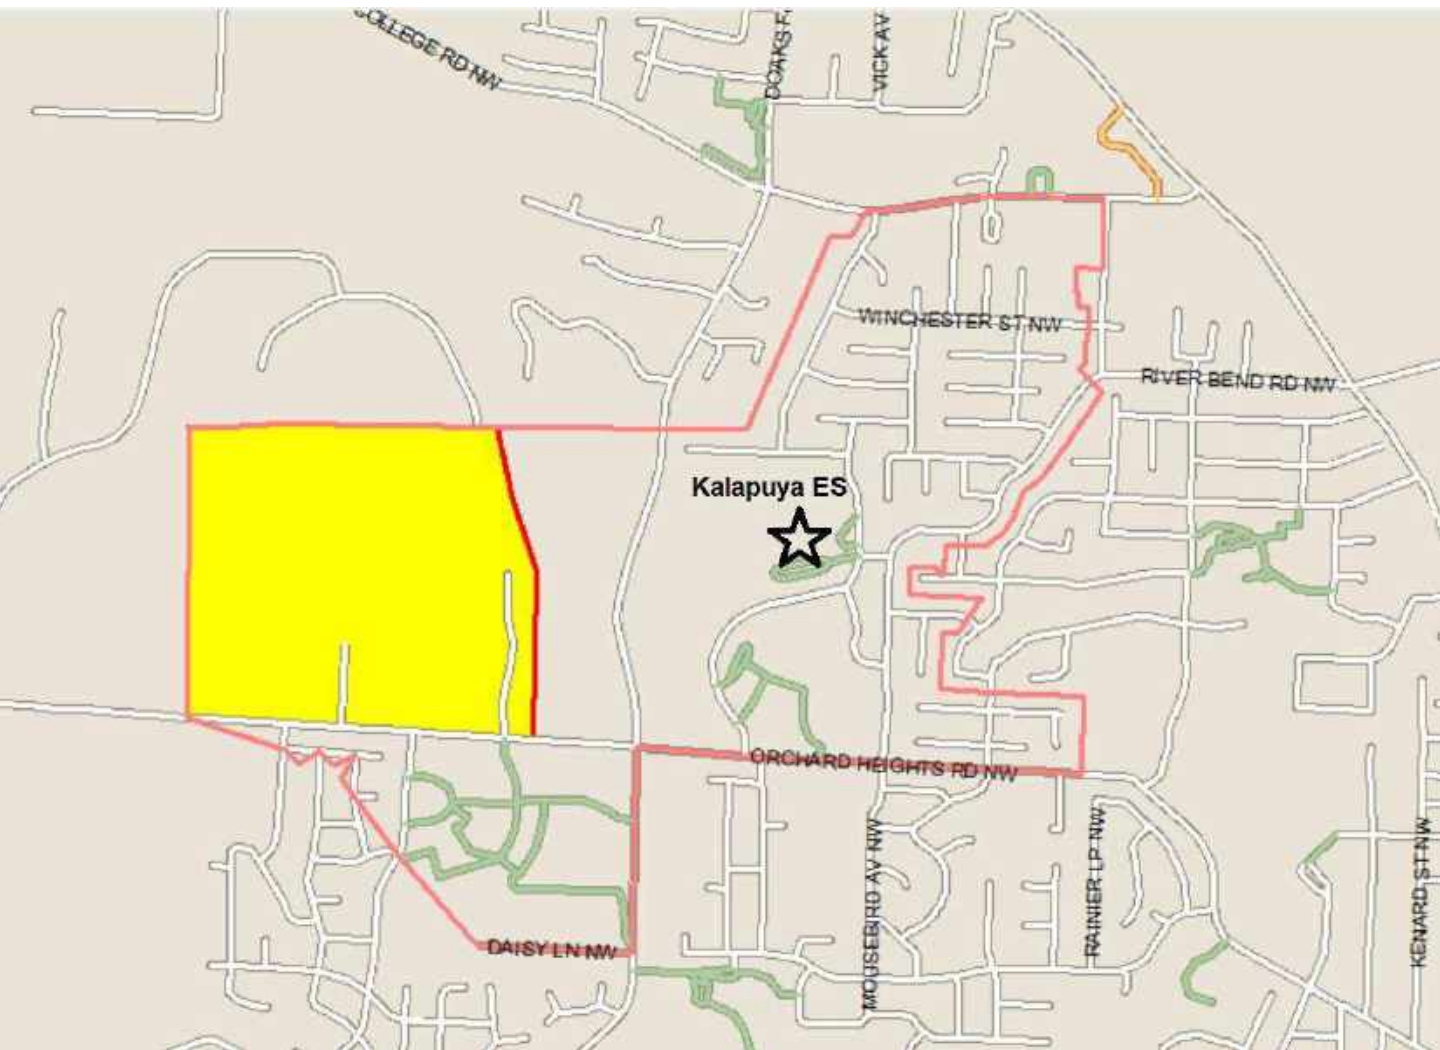 COLLEGE RD NW
DOAKS F
VICK AV
WINCHESTER ST NW
RIVER BEND RD NW
Kalapuya ES
ORCHARD HEIGHTS RD NW
MOUSEBIRD AV NW
RAINIER LP NW
KENARD ST NW
DAISY LN NW